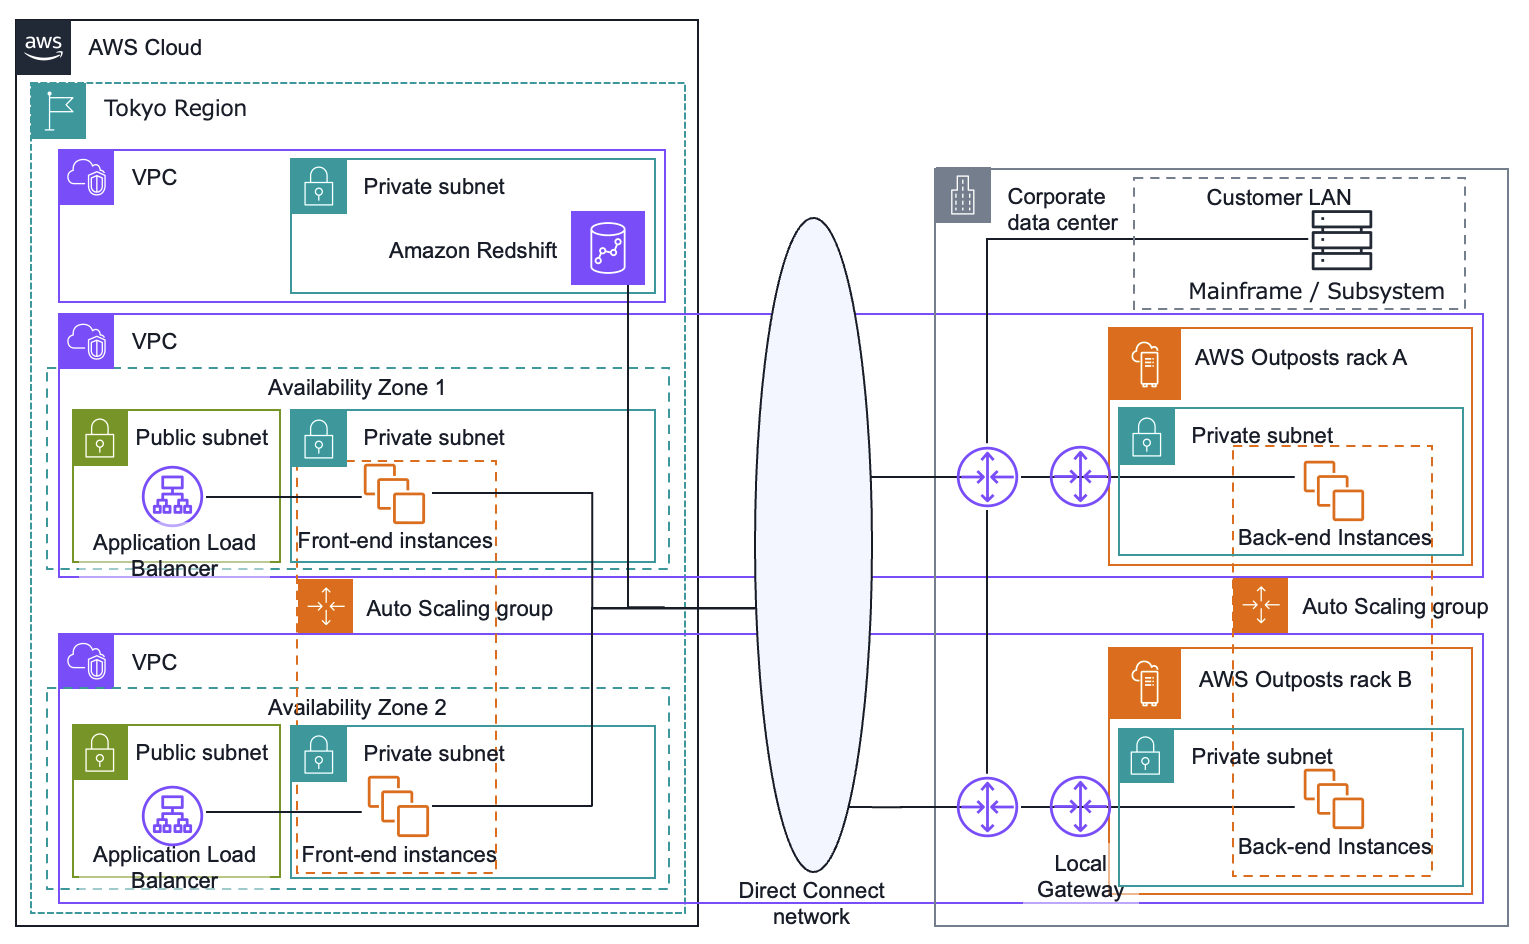 aws
AWS Cloud
Tokyo Region
VPC
Private subnet
Amazon Redshift
VPC
Availability Zone 1
Public subnet
Private subnet
Application Load
Balancer
Front-end instances
Auto Scaling group
VPC
Availability Zone 2
Public subnet
Private subnet
Application Load
Balancer
Front-end instances
Direct Connect
network
Corporate
data center
Customer LAN
Mainframe / Subsystem
AWS Outposts rack A
Private subnet
Back-end Instances
Auto Scaling group
AWS Outposts rack B
Private subnet
Back-end Instances
Local
Gateway